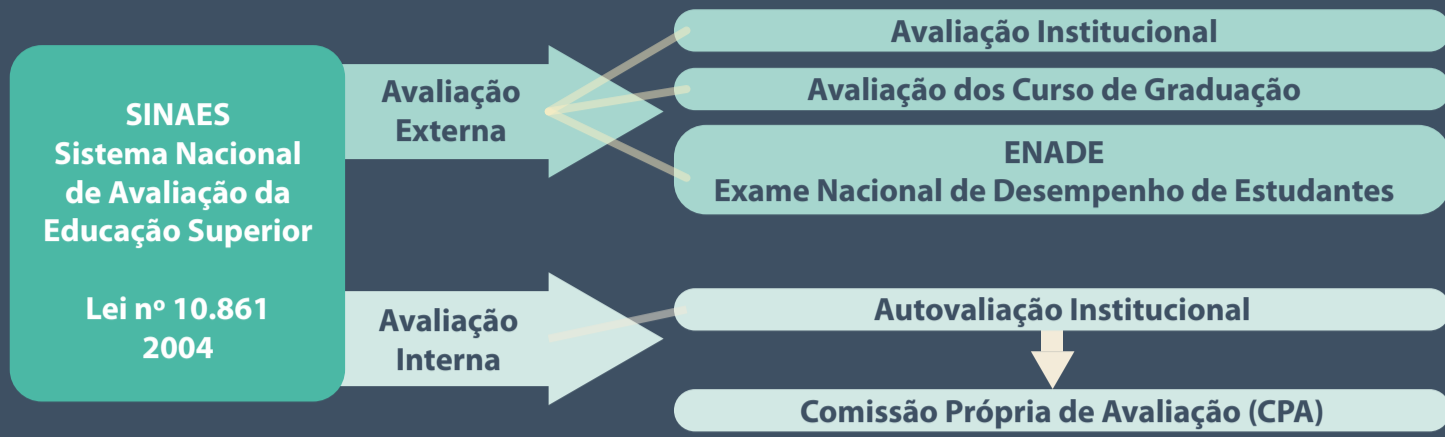 SINAES
Sistema Nacional
de Avaliação da
Educação Superior
Lei nº 10.861
2004
Avaliação
Externa
Avaliação Institucional
Avaliação dos Curso de Graduação
ENADE
Exame Nacional de Desempenho de Estudantes
Avaliação
Interna
Autovaliação Institucional
Comissão Própria de Avaliação (CPA)